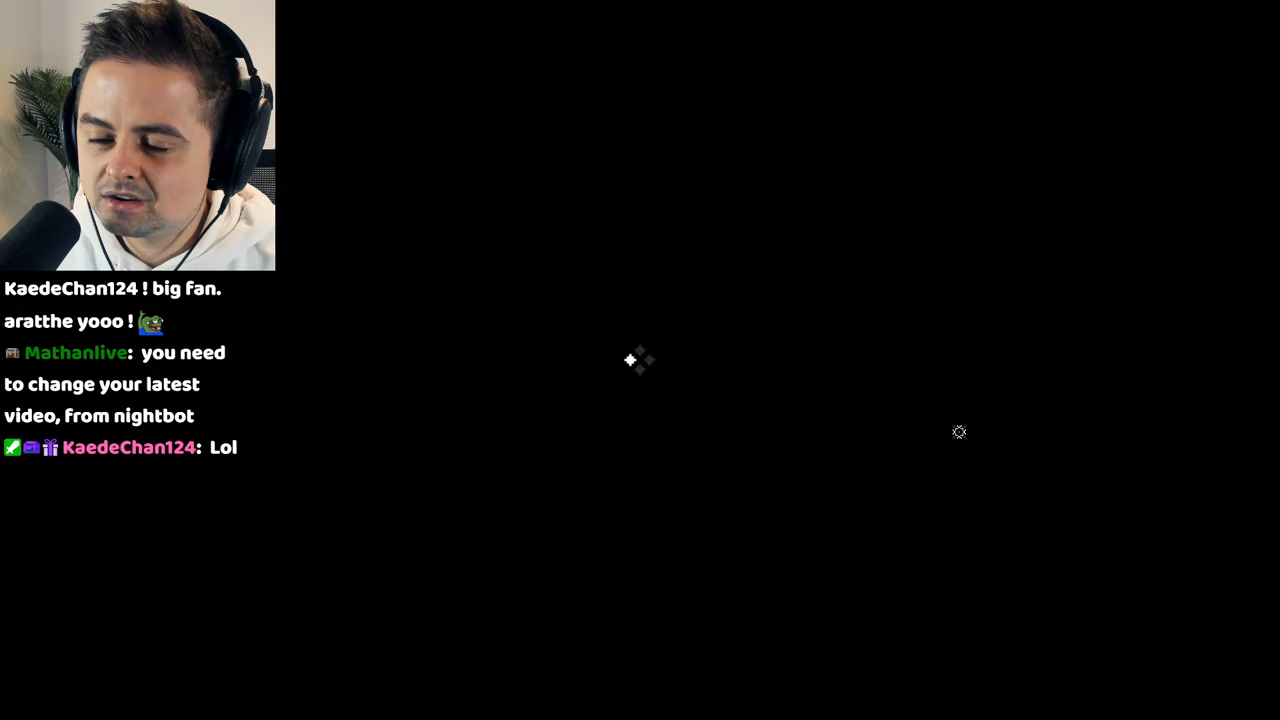 KaedeChan124 ! big fan.
aratthe yooo !
Mathanlive: you need
to change your latest
video, from nightbot
KaedeChan124: Lol